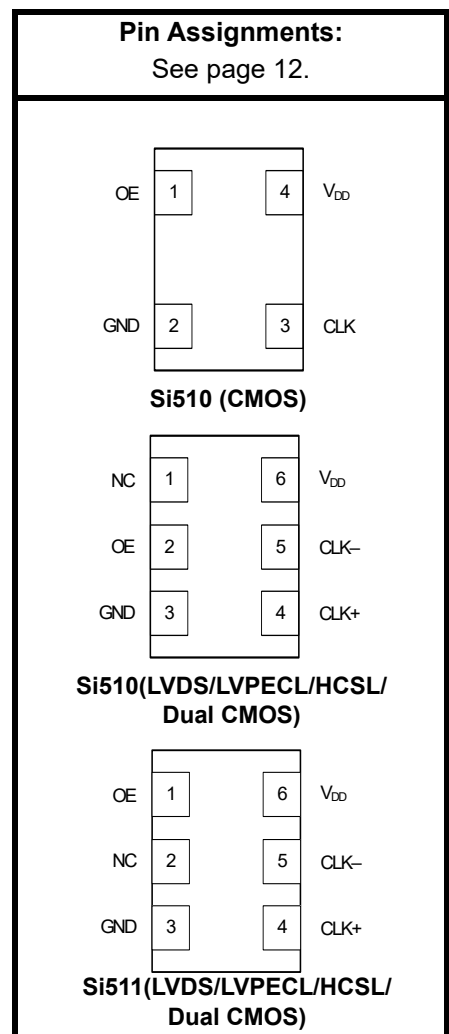 Pin Assignments:
See page 12.
OE 1 4 VDD
GND 2 3 CLK
Si510 (CMOS)
NC 1 6 VDD
OE 2 5 CLK–
GND 3 4 CLK+
Si510(LVDS/LVPECL/HCSL/
Dual CMOS)
OE 1 6 VDD
NC 2 5 CLK–
GND 3 4 CLK+
Si511(LVDS/LVPECL/HCSL/
Dual CMOS)